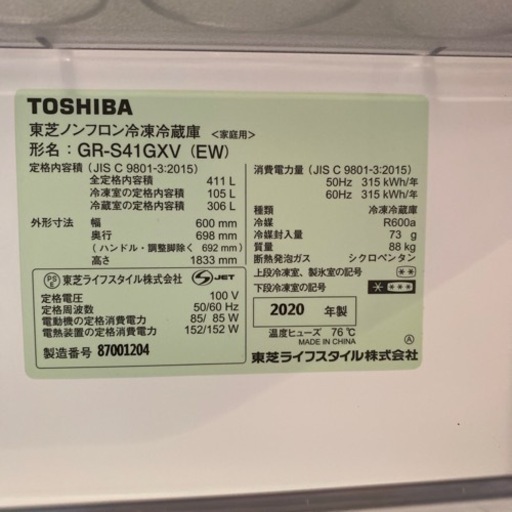 TOSHIBA
東芝ノンフロン冷凍冷蔵庫 <家庭用>
形名：GR-S41GXV (EW)
定格内容積 (JIS C 9801-3:2015)
全定格内容積 411 L
冷凍室の定格内容積 105 L
冷蔵室の定格内容積 306 L
外形寸法 幅 600 mm
奥行 698 mm
(ハンドル・調整脚除く 692 mm)
高さ 1833 mm
PS E 東芝ライフスタイル株式会社 S-JET
定格電圧 100 V
定格周波数 50/60 Hz
電動機の定格消費電力 85/ 85 W
電熱装置の定格消費電力 152/152 W
製造番号 87001204
消費電力量 (JIS C 9801-3:2015)
50Hz 315 kWh/年
60Hz 315 kWh/年
種類 冷凍冷蔵庫
冷媒 R600a
冷媒封入量 73 g
質量 88 kg
断熱発泡ガス シクロペンタン
上段冷凍室、製氷室の記号 **
下段冷凍室の記号 * ***
2020 年製
温度ヒューズ 76℃
MADE IN CHINA Ⓐ
東芝ライフスタイル株式会社